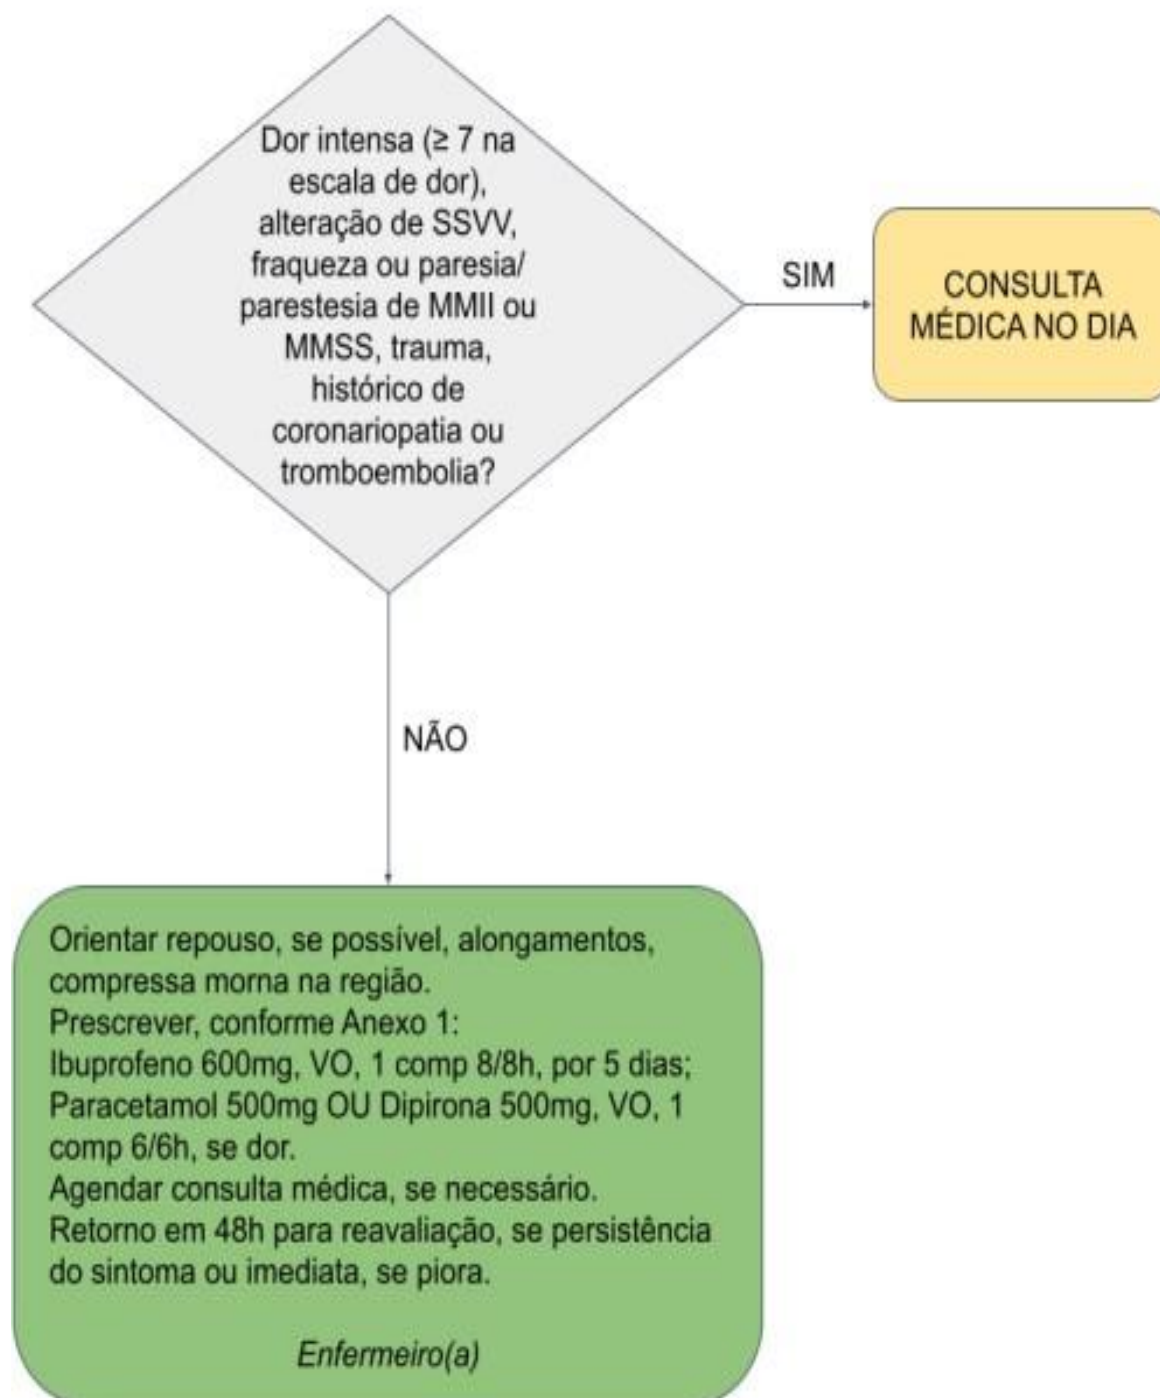 Dor intensa (≥ 7 na
escala de dor),
alteração de SSVV,
fraqueza ou paresia/
parestesia de MMII ou
MMSS, trauma,
histórico de
coronariopatia ou
tromboembolia?
SIM
CONSULTA
MÉDICA NO DIA
NÃO
Orientar repouso, se possível, alongamentos,
compressa morna na região.
Prescrever, conforme Anexo 1:
Ibuprofeno 600mg, VO, 1 comp 8/8h, por 5 dias;
Paracetamol 500mg OU Dipirona 500mg, VO, 1
comp 6/6h, se dor.
Agendar consulta médica, se necessário.
Retorno em 48h para reavaliação, se persistência
do sintoma ou imediata, se piora.
Enfermeiro(a)